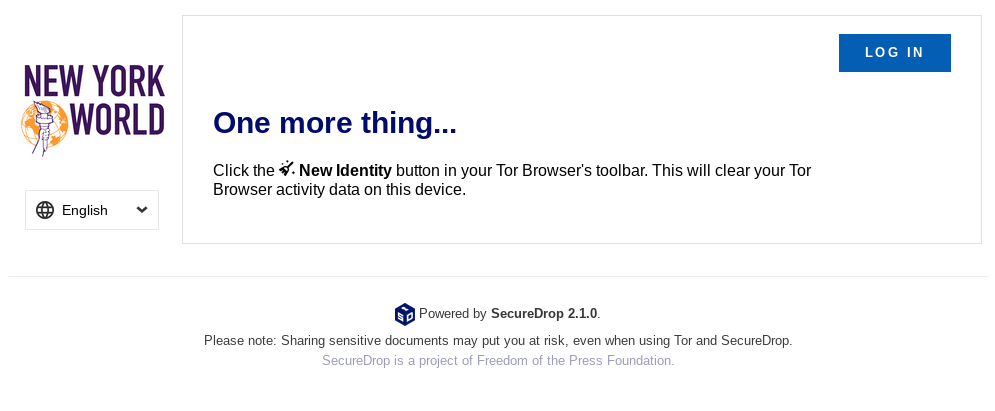 NEW YORK
WORLD
English
LOG IN
One more thing...
Click the New Identity button in your Tor Browser's toolbar. This will clear your Tor
Browser activity data on this device.
Powered by SecureDrop 2.1.0.
Please note: Sharing sensitive documents may put you at risk, even when using Tor and SecureDrop.
SecureDrop is a project of Freedom of the Press Foundation.